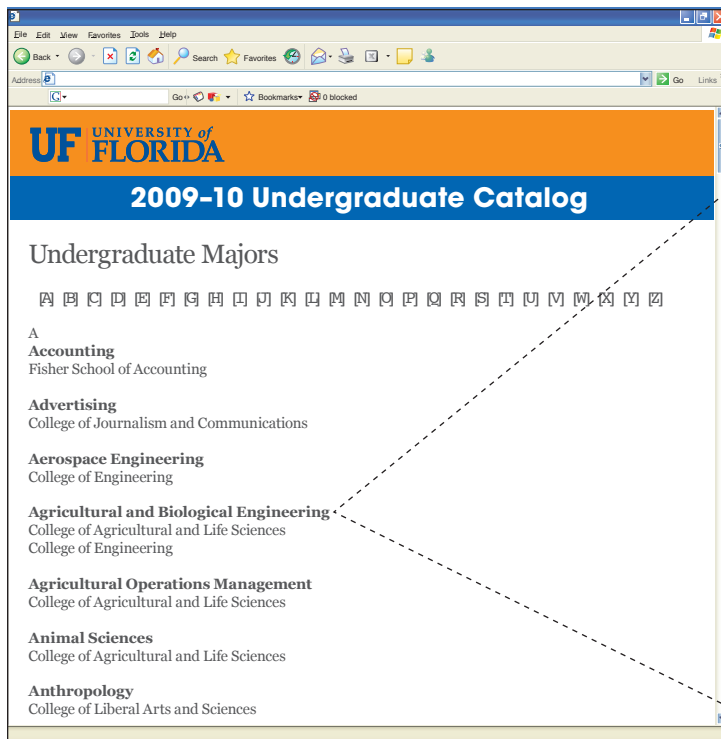 File Edit View Favorites Tools Help
Back Search Favorites
Address Go Links
G Go Bookmarks 0 blocked
UF UNIVERSITY of FLORIDA
2009-10 Undergraduate Catalog
Undergraduate Majors
[A] [B] [C] [D] [E] [F] [G] [H] [I] [J] [K] [L] [M] [N] [O] [P] [Q] [R] [S] [T] [U] [V] [W] [X] [Y] [Z]
A
Accounting
Fisher School of Accounting
Advertising
College of Journalism and Communications
Aerospace Engineering
College of Engineering
Agricultural and Biological Engineering
College of Agricultural and Life Sciences
College of Engineering
Agricultural Operations Management
College of Agricultural and Life Sciences
Animal Sciences
College of Agricultural and Life Sciences
Anthropology
College of Liberal Arts and Sciences